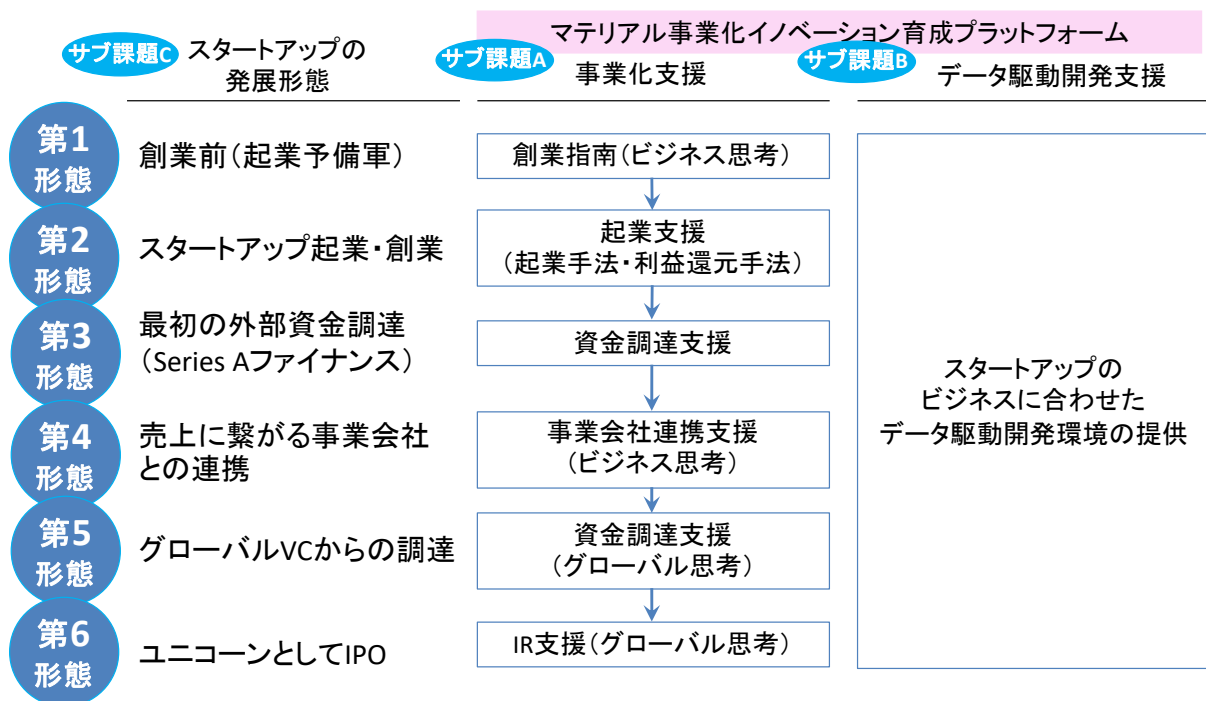 マテリアル事業化イノベーション育成プラットフォーム
サブ課題C
スタートアップの
発展形態
サブ課題A
事業化支援
サブ課題B
データ駆動開発支援
第1
形態
創業前(起業予備軍)
創業指南(ビジネス思考)
第2
形態
スタートアップ起業・創業
起業支援
(起業手法・利益還元手法)
第3
形態
最初の外部資金調達
(Series Aファイナンス)
資金調達支援
第4
形態
売上に繋がる事業会社
との連携
事業会社連携支援
(ビジネス思考)
第5
形態
グローバルVCからの調達
資金調達支援
(グローバル思考)
第6
形態
ユニコーンとしてIPO
IR支援(グローバル思考)
スタートアップの
ビジネスに合わせた
データ駆動開発環境の提供